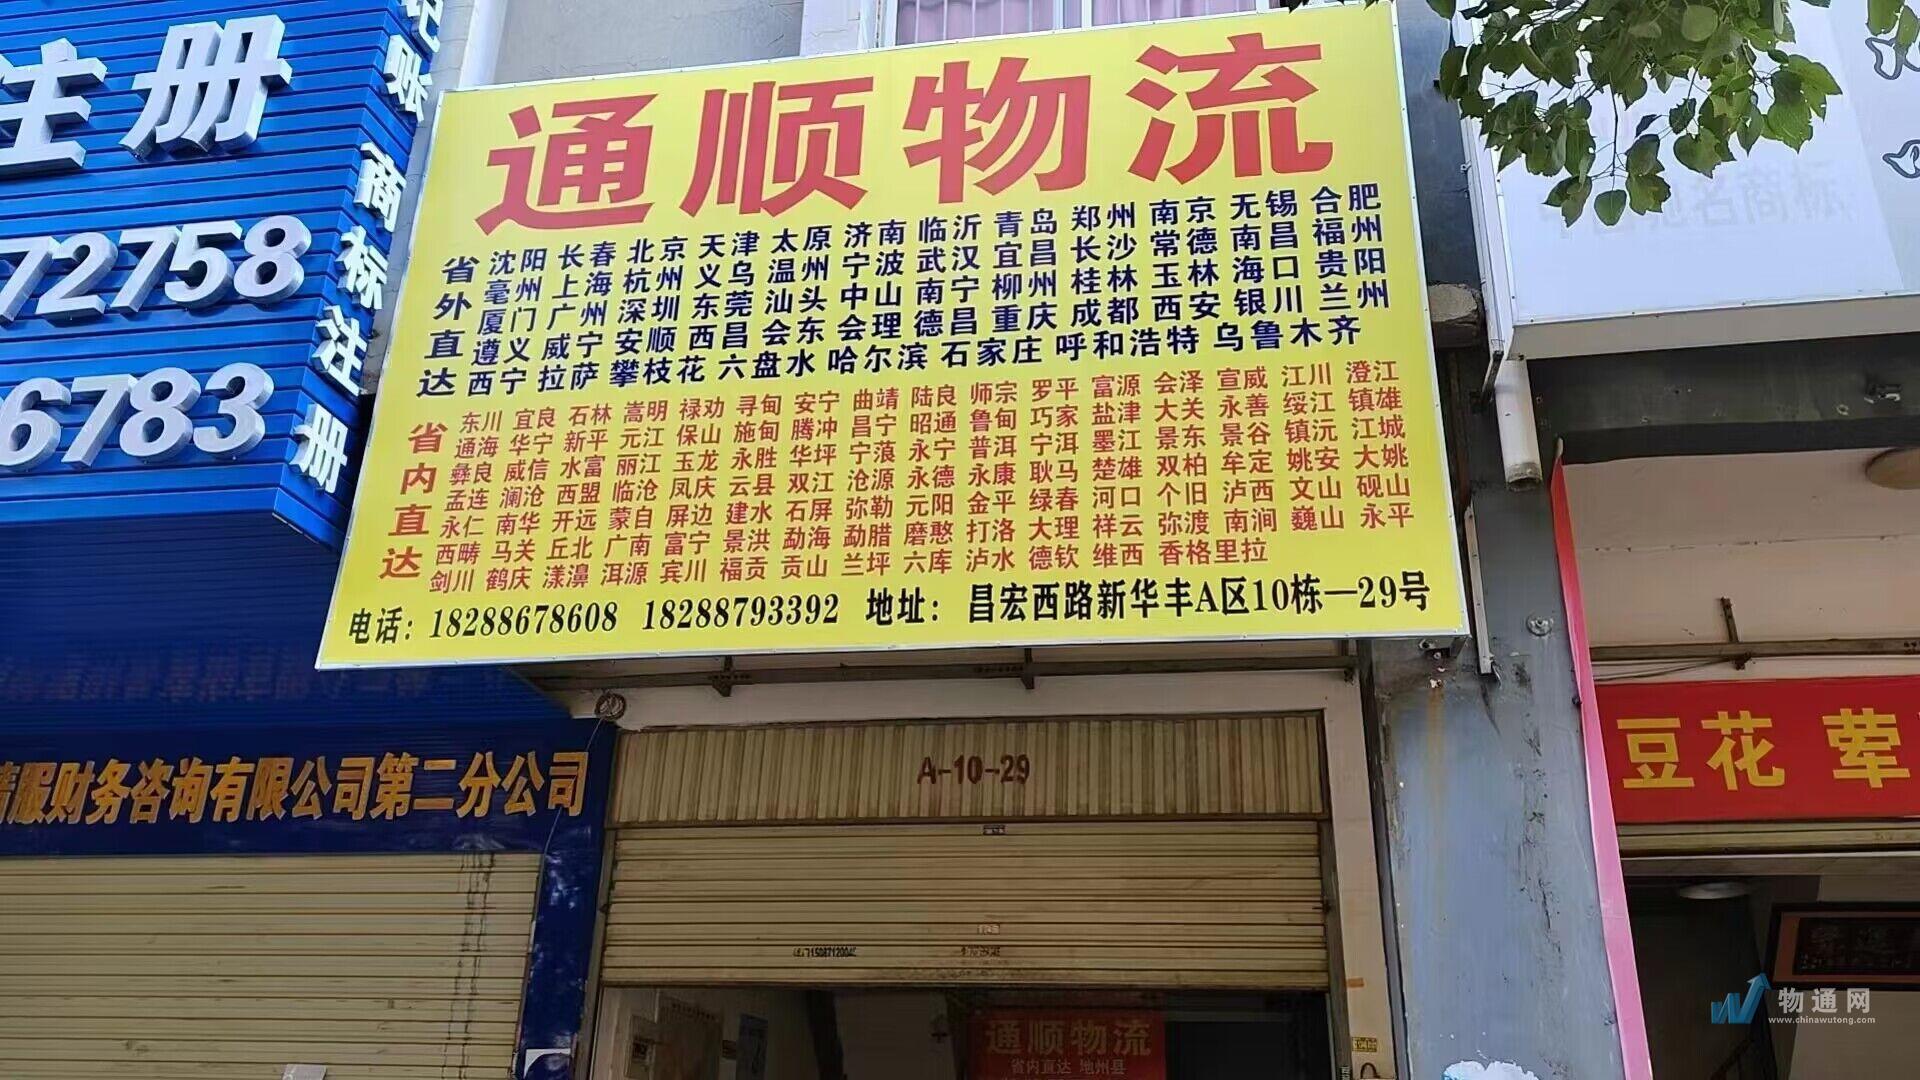 主册
记账 商标注册
72758
6783
精服财务咨询有限公司第二分公司
通顺物流
省外直达
沈阳 长春 北京 天津 太原 济南 临沂 青岛 郑州 南京 无锡 合肥
亳州 上海 杭州 义乌 温州 宁波 武汉 宜昌 长沙 常德 南昌 福州
厦门 广州 深圳 东莞 汕头 中山 南宁 柳州 桂林 玉林 海口 贵阳
遵义 威宁 安顺 西昌 会东 会理 德昌 重庆 成都 西安 银川 兰州
西宁 拉萨 攀枝花 六盘水 哈尔滨 石家庄 呼和浩特 乌鲁木齐
省内直达
东川 宜良 石林 嵩明 禄劝 寻甸 安宁 曲靖 陆良 师宗 罗平 富源 会泽 宣威 江川 澄江
通海 华宁 新平 元江 保山 施甸 腾冲 昌宁 昭通 鲁甸 巧家 盐津 大关 永善 绥江 镇雄
彝良 威信 水富 丽江 玉龙 永胜 华坪 宁蒗 永宁 普洱 宁洱 墨江 景东 景谷 镇沅 江城
孟连 澜沧 西盟 临沧 凤庆 云县 双江 沧源 永德 永康 耿马 楚雄 双柏 牟定 姚安 大姚
永仁 南华 开远 蒙自 屏边 建水 石屏 弥勒 元阳 金平 绿春 河口 个旧 泸西 文山 砚山
西畴 马关 丘北 广南 富宁 景洪 勐海 勐腊 磨憨 打洛 大理 祥云 弥渡 南涧 巍山 永平
剑川 鹤庆 漾濞 洱源 宾川 福贡 贡山 兰坪 六库 泸水 德钦 维西 香格里拉
电话：18288678608 18288793392 地址：昌宏西路新华丰A区10栋—29号
A-10-29
豆花 荤
通顺物流
省内直达 地州县
物通网
www.chinawutong.com